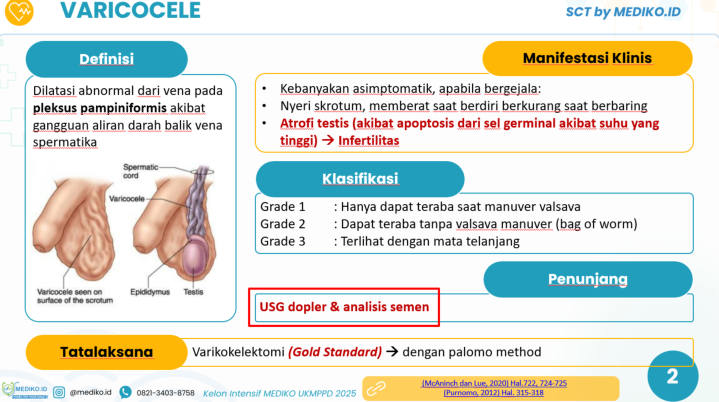 VARICOCELE
SCT by MEDIKO.ID
Definisi
Dilatasi abnormal dari vena pada
pleksus pampiniformis akibat
gangguan aliran darah balik vena
spermatika
Spermatic
cord
Varicocele
Varicocele seen on
surface of the scrotum
Epididymus
Testis
Manifestasi Klinis
• Kebanyakan asimptomatik, apabila bergejala:
• Nyeri skrotum, memberat saat berdiri berkurang saat berbaring
• Atrofi testis (akibat apoptosis dari sel germinal akibat suhu yang
tinggi) → Infertilitas
Klasifikasi
Grade 1 : Hanya dapat teraba saat manuver valsava
Grade 2 : Dapat teraba tanpa valsava manuver (bag of worm)
Grade 3 : Terlihat dengan mata telanjang
Penunjang
USG dopler & analisis semen
Tatalaksana
Varikokelektomi (Gold Standard) → dengan palomo method
2
MEDIKO.ID
@mediko.id
0821-3403-8758
Kelon Intensif MEDIKO UKMPPD 2025
(McAninch dan Lue, 2020) Hal.722, 724-725
(Purnomo, 2012) Hal. 315-318